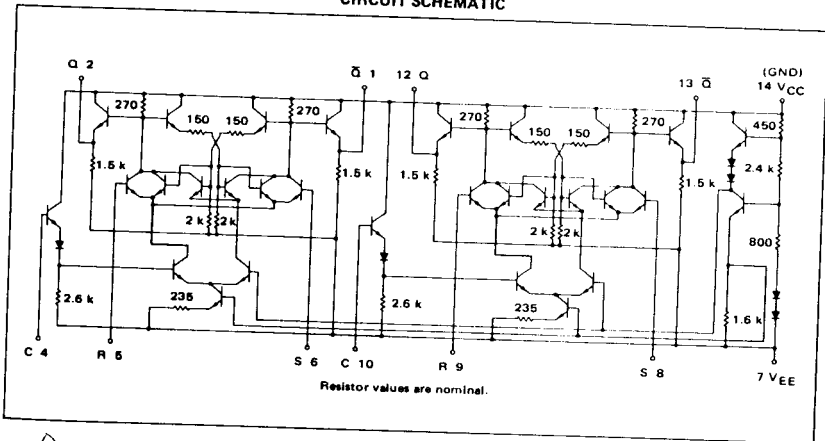 CIRCUIT SCHEMATIC
Q 2
Q̄ 1
12 Q
13 Q̄
(GND)
14 VCC
270
150
150
270
270
150
150
270
450
1.5 k
1.5 k
1.5 k
1.5 k
2.4 k
2 k
2 k
2 k
2 k
800
2.6 k
235
2.6 k
235
1.6 k
C 4
R 5
S 6
C 10
R 9
S 8
7 VEE
Resistor values are nominal.